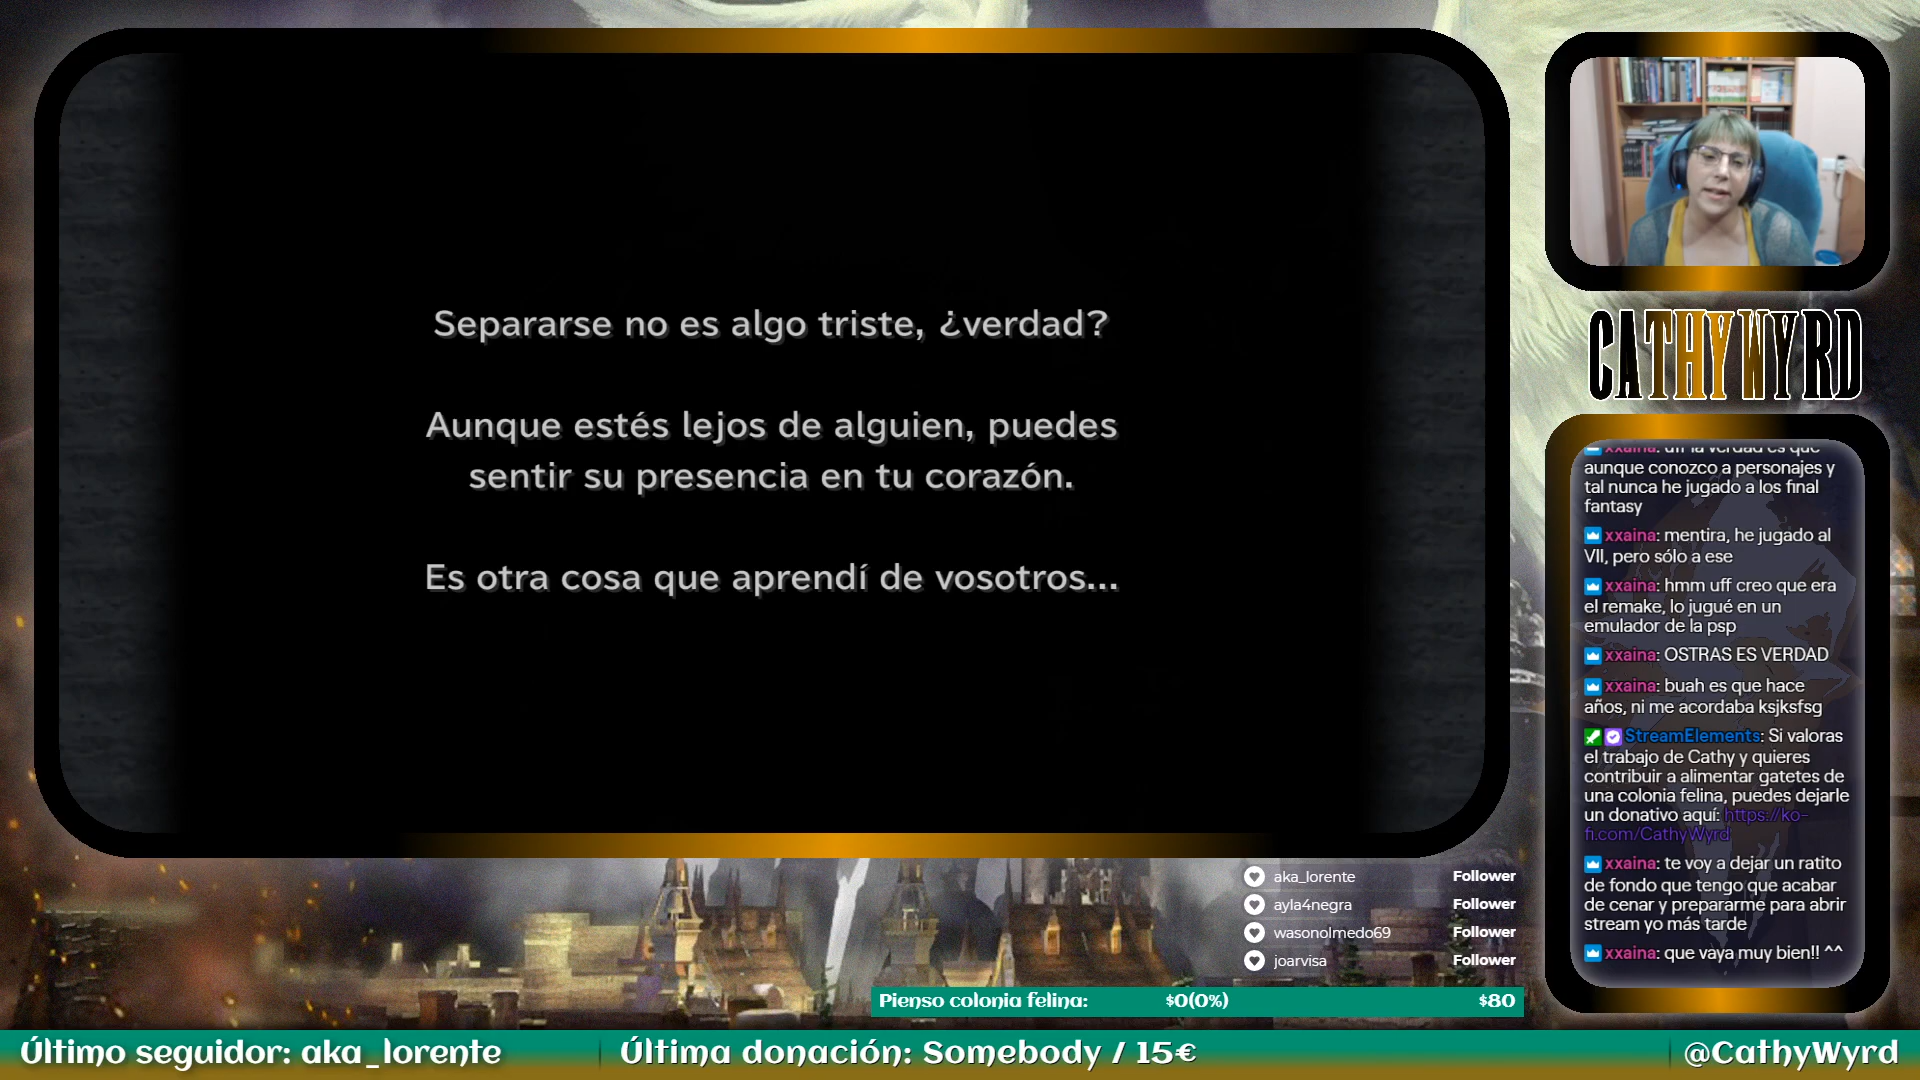 Separarse no es algo triste, ¿verdad?
Aunque estés lejos de alguien, puedes
sentir su presencia en tu corazón.
Es otra cosa que aprendí de vosotros...
CATHYWYRD
xxaina: uff la verdad es que
aunque conozco a personajes y
tal nunca he jugado a los final
fantasy
xxaina: mentira, he jugado al
VII, pero sólo a ese
xxaina: hmm uff creo que era
el remake, lo jugué en un
emulador de la psp
xxaina: OSTRAS ES VERDAD
xxaina: buah es que hace
años, ni me acordaba ksjksfsg
StreamElements: Si valoras
el trabajo de Cathy y quieres
contribuir a alimentar gatetes de
una colonia felina, puedes dejarle
un donativo aquí: https://ko-
fi.com/CathyWyrd
xxaina: te voy a dejar un ratito
de fondo que tengo que acabar
de cenar y prepararme para abrir
stream yo más tarde
xxaina: que vaya muy bien!! ^^
aka_lorente Follower
ayla4negra Follower
wasonolmedo69 Follower
joarvisa Follower
Pienso colonia felina: $0(0%) $80
Último seguidor: aka_lorente
Última donación: Somebody / 15€
@CathyWyrd